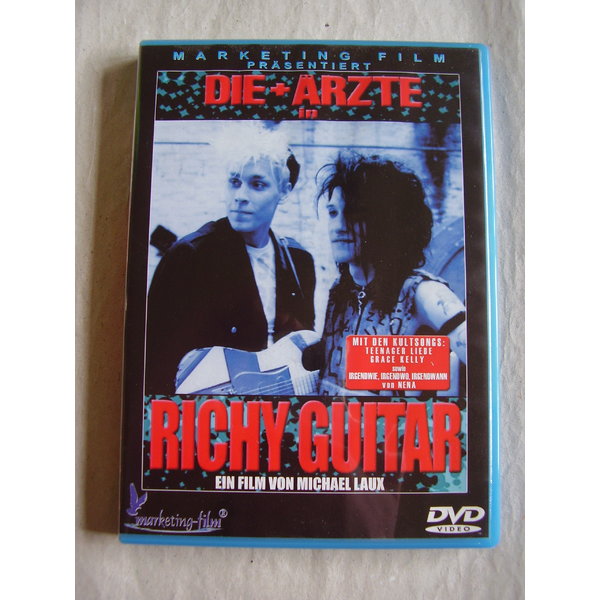 MARKETING FILM
PRÄSENTIERT
DIE + ÄRZTE
in
MIT DEN KULTSONGS:
TEENAGER LIEBE
GRACE KELLY
sowie
IRGENDWIE, IRGENDWO, IRGENDWANN
von NENA
RICHY GUITAR
EIN FILM VON MICHAEL LAUX
marketing-film®
DVD
VIDEO